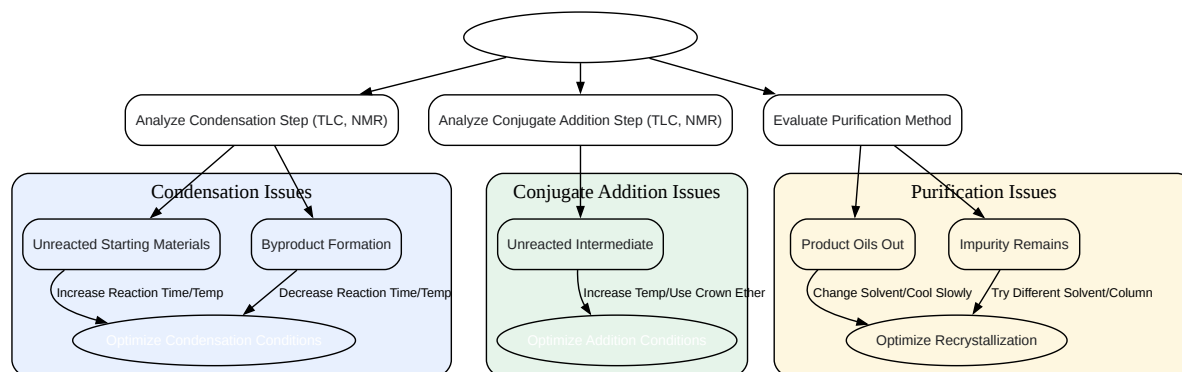 Analyze Condensation Step (TLC, NMR)
Analyze Conjugate Addition Step (TLC, NMR)
Evaluate Purification Method
Condensation Issues
Conjugate Addition Issues
Purification Issues
Unreacted Starting Materials
Byproduct Formation
Unreacted Intermediate
Product Oils Out
Impurity Remains
Increase Reaction Time/Temp
Decrease Reaction Time/Temp
Increase Temp/Use Crown Ether
Change Solvent/Cool Slowly
Try Different Solvent/Column
Optimize Condensation Conditions
Optimize Addition Conditions
Optimize Recrystallization